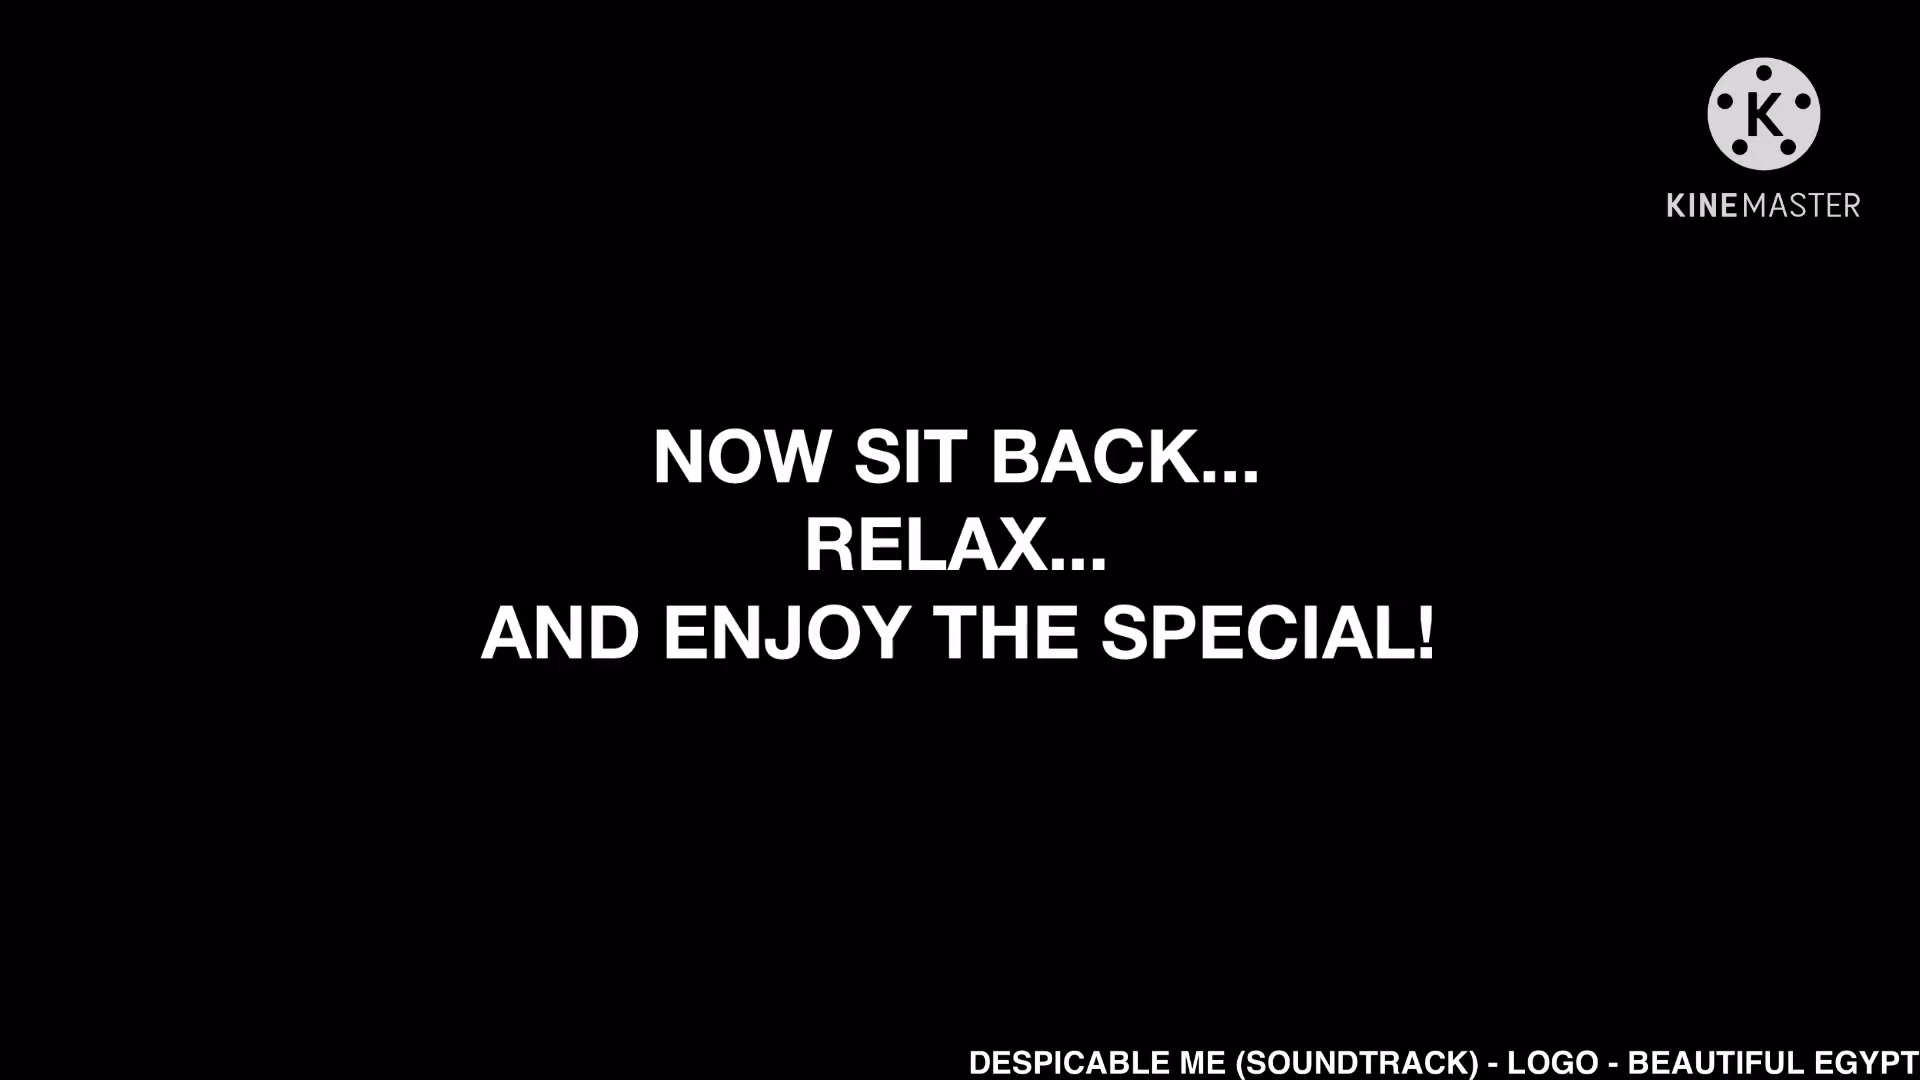 K
KINEMASTER
NOW SIT BACK...
RELAX...
AND ENJOY THE SPECIAL!
DESPICABLE ME (SOUNDTRACK) - LOGO - BEAUTIFUL EGYPT